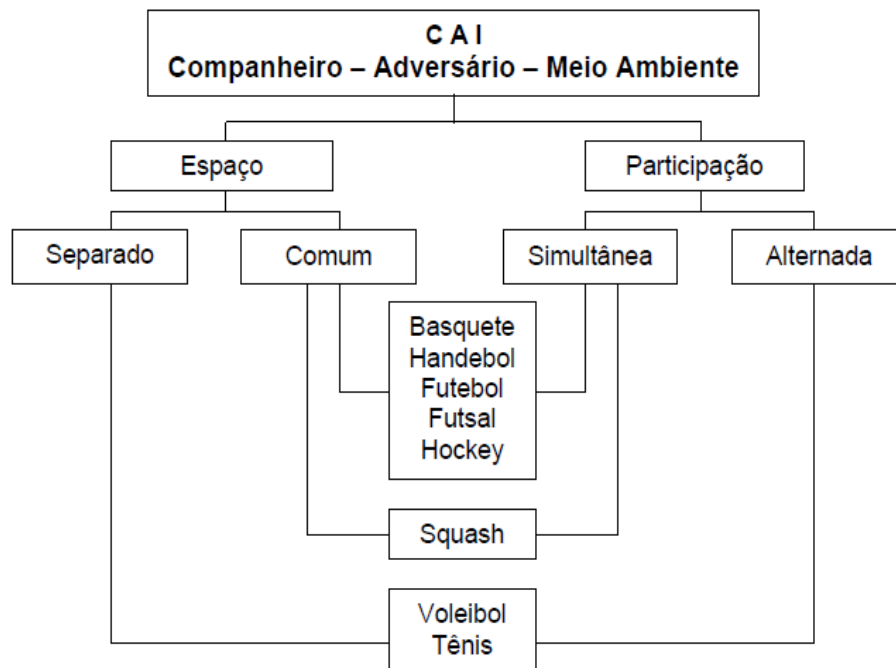 C A I
Companheiro – Adversário – Meio Ambiente
Espaço
Participação
Separado
Comum
Simultânea
Alternada
Basquete
Handebol
Futebol
Futsal
Hockey
Squash
Voleibol
Tênis